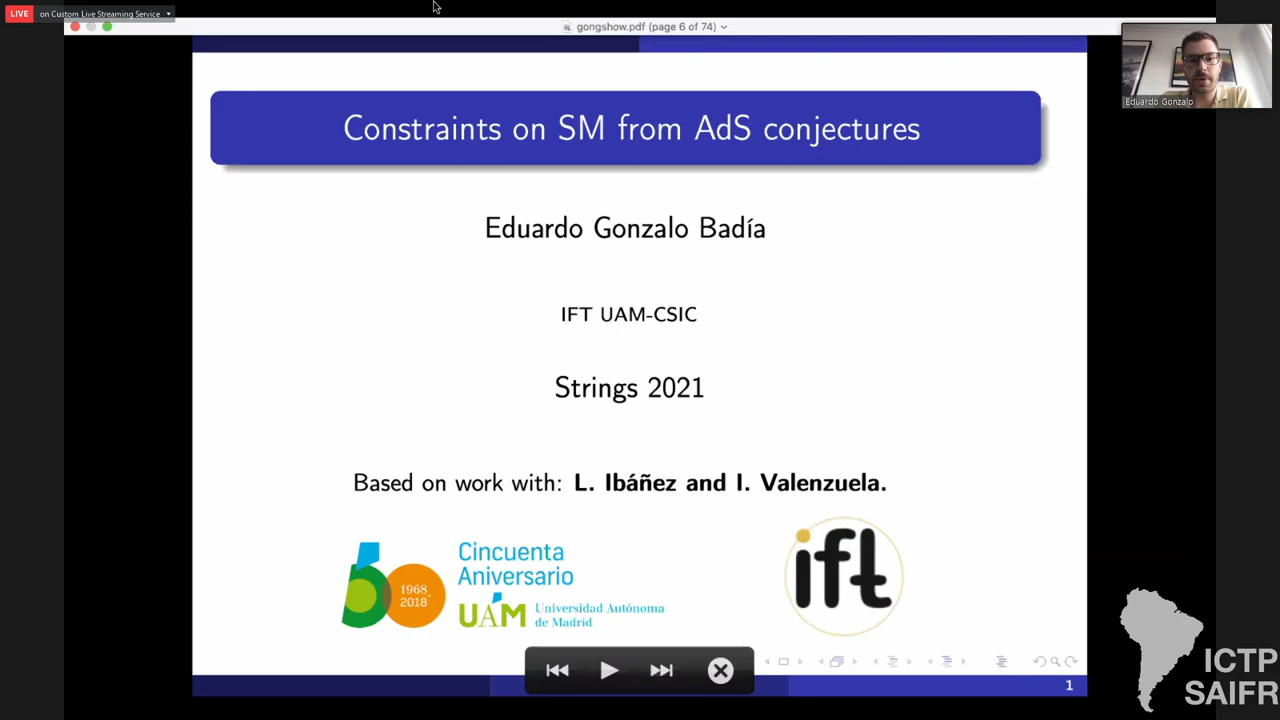 LIVE on Custom Live Streaming Service
gongshow.pdf (page 6 of 74)
Eduardo Gonzalo
Constraints on SM from AdS conjectures
Eduardo Gonzalo Badía
IFT UAM-CSIC
Strings 2021
Based on work with: L. Ibáñez and I. Valenzuela.
50
1968
2018
Cincuenta
Aniversario
UAM Universidad Autónoma
de Madrid
ift
1
ICTP
SAIFR